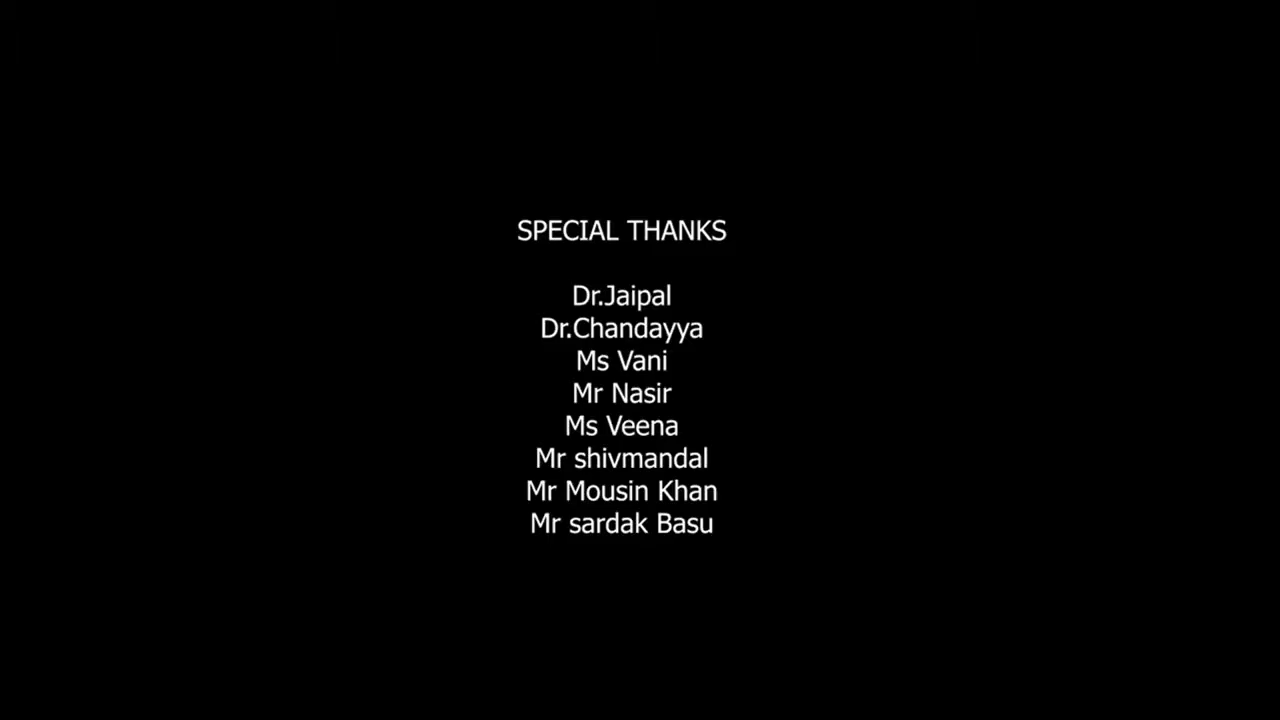 SPECIAL THANKS
Dr.Jaipal
Dr.Chandayya
Ms Vani
Mr Nasir
Ms Veena
Mr shivmandal
Mr Mousin Khan
Mr sardak Basu